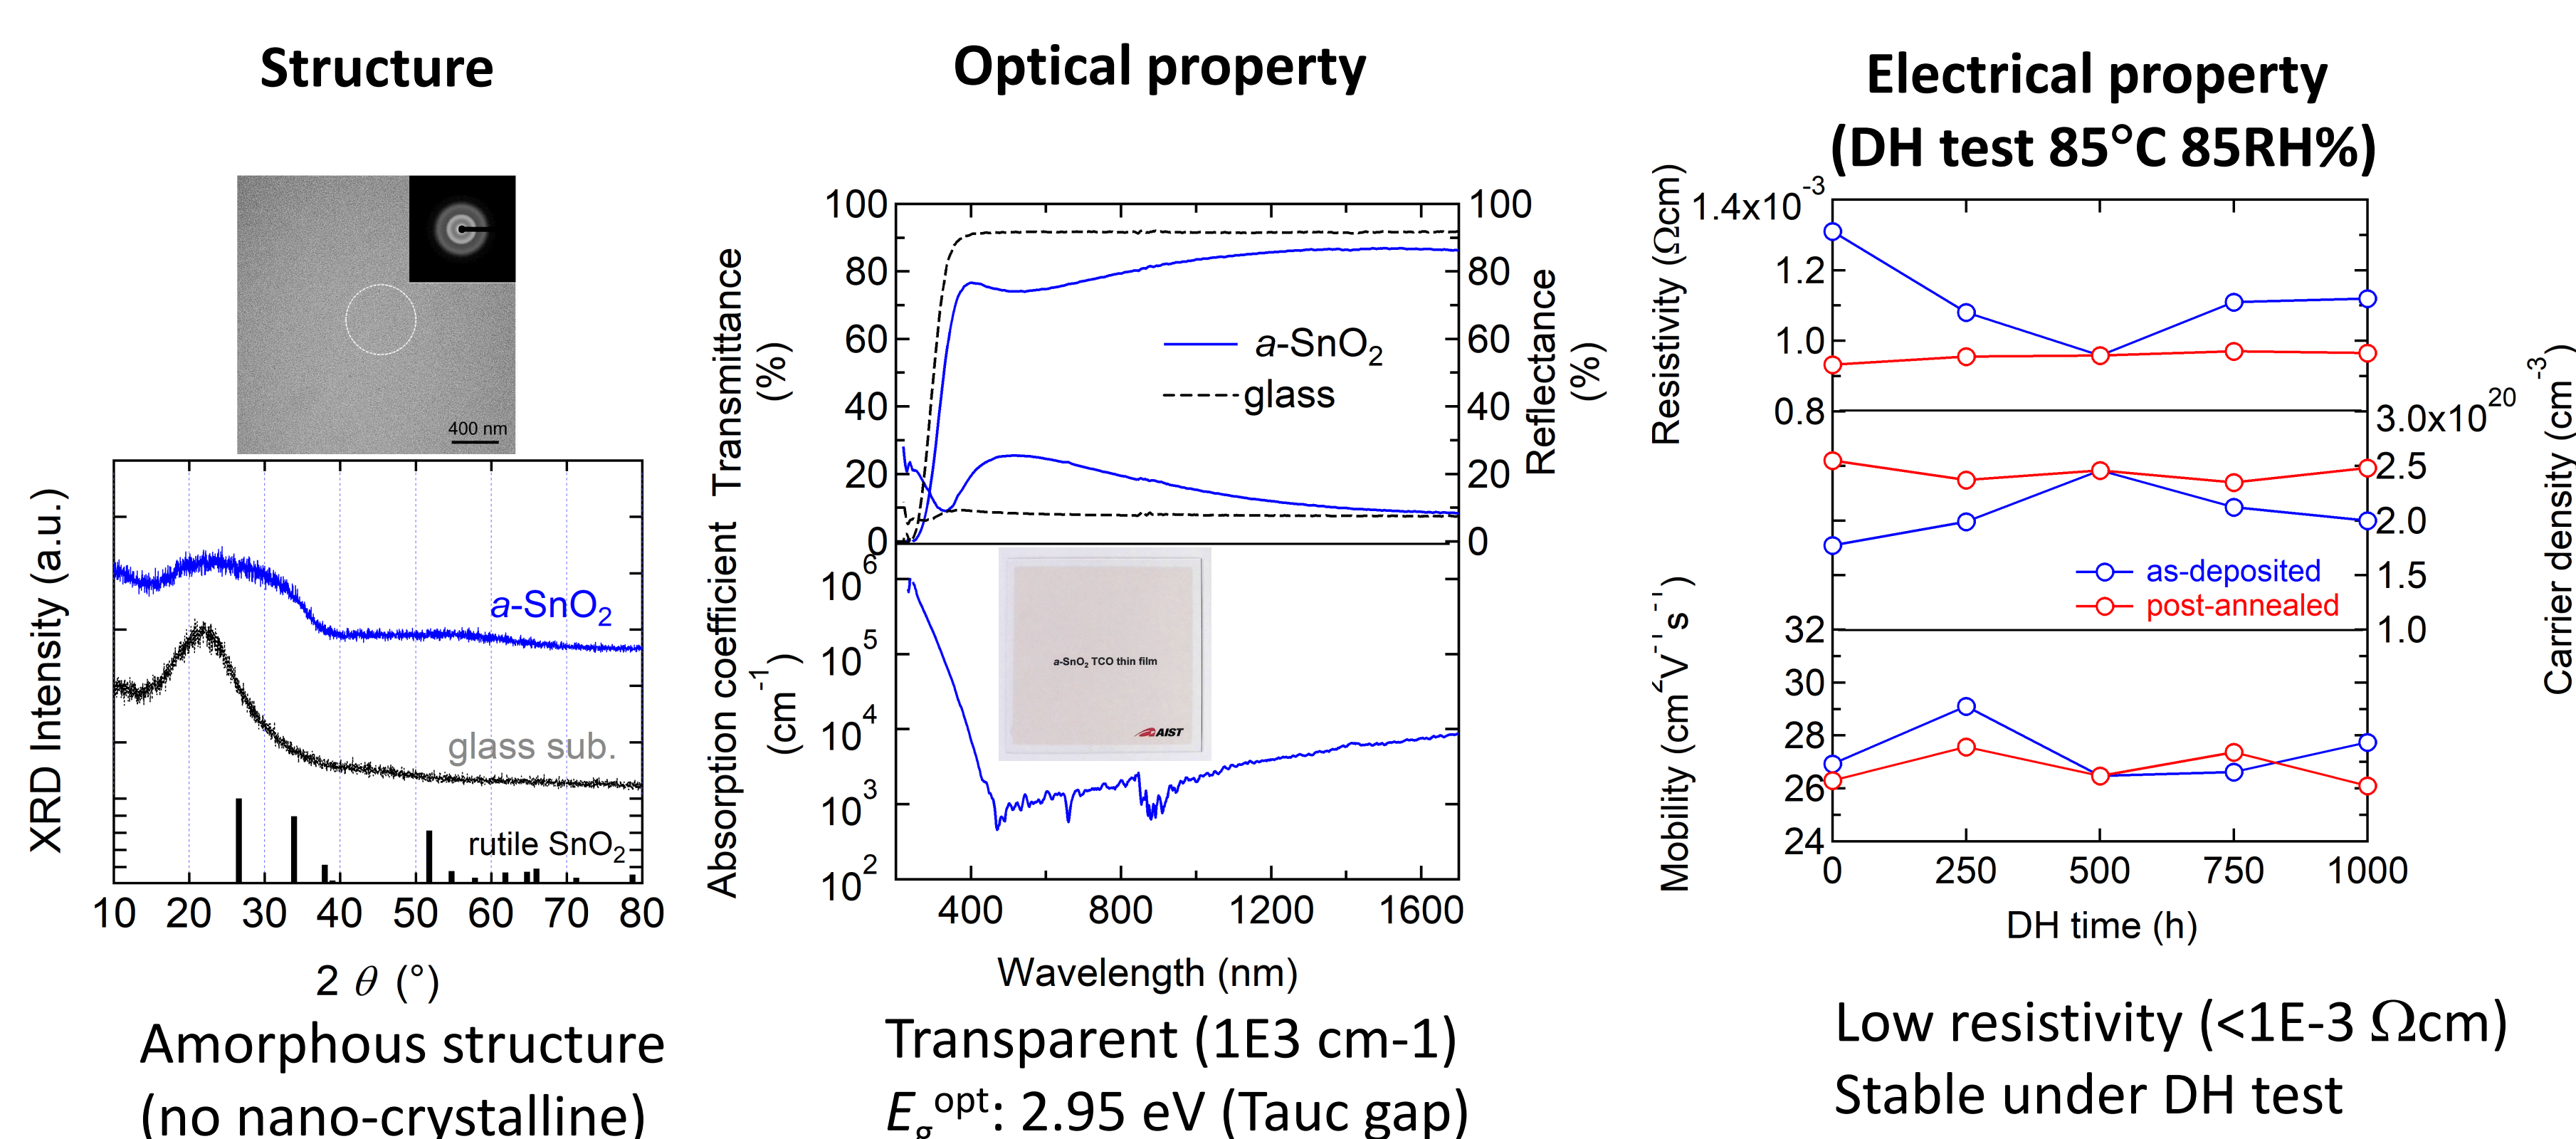 Structure
400 nm
XRD Intensity (a.u.)
a-SnO2
glass sub.
rutile SnO2
10 20 30 40 50 60 70 80
2 θ (°)
Amorphous structure
(no nano-crystalline)
Optical property
Transmittance
(%)
100
80
60
40
20
0
100
80
60
40
20
0
Reflectance
(%)
a-SnO2
glass
Absorption coefficient
(cm-1)
10^6
10^5
10^4
10^3
10^2
a-SnO2 TCO thin film
AIST
400 800 1200 1600
Wavelength (nm)
Transparent (1E3 cm-1)
Eg^opt: 2.95 eV (Tauc gap)
Electrical property
(DH test 85°C 85RH%)
Resistivity (Ωcm)
1.4x10^-3
1.2
1.0
0.8
3.0x10^20
2.5
2.0
1.5
1.0
Carrier density (cm^-3)
as-deposited
post-annealed
Mobility (cm^2V^-1s^-1)
32
30
28
26
24
0 250 500 750 1000
DH time (h)
Low resistivity (<1E-3 Ωcm)
Stable under DH test